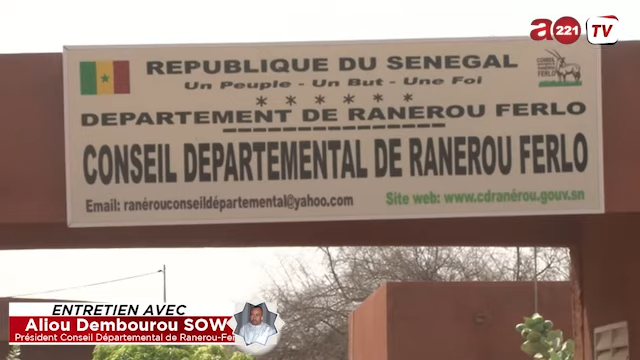 a 221 TV
REPUBLIQUE DU SENEGAL
Un Peuple - Un But - Une Foi
* * * * * *
DEPARTEMENT DE RANEROU FERLO
CONSEIL DEPARTEMENTAL DE RANEROU FERLO
Email: ranérouconseildépartemental@yahoo.com
Site web: www.cdranérou.gouv.sn
FERLO
ENTRETIEN AVEC
Aliou Dembourou SOW
Président Conseil Départemental de Ranerou-Fer